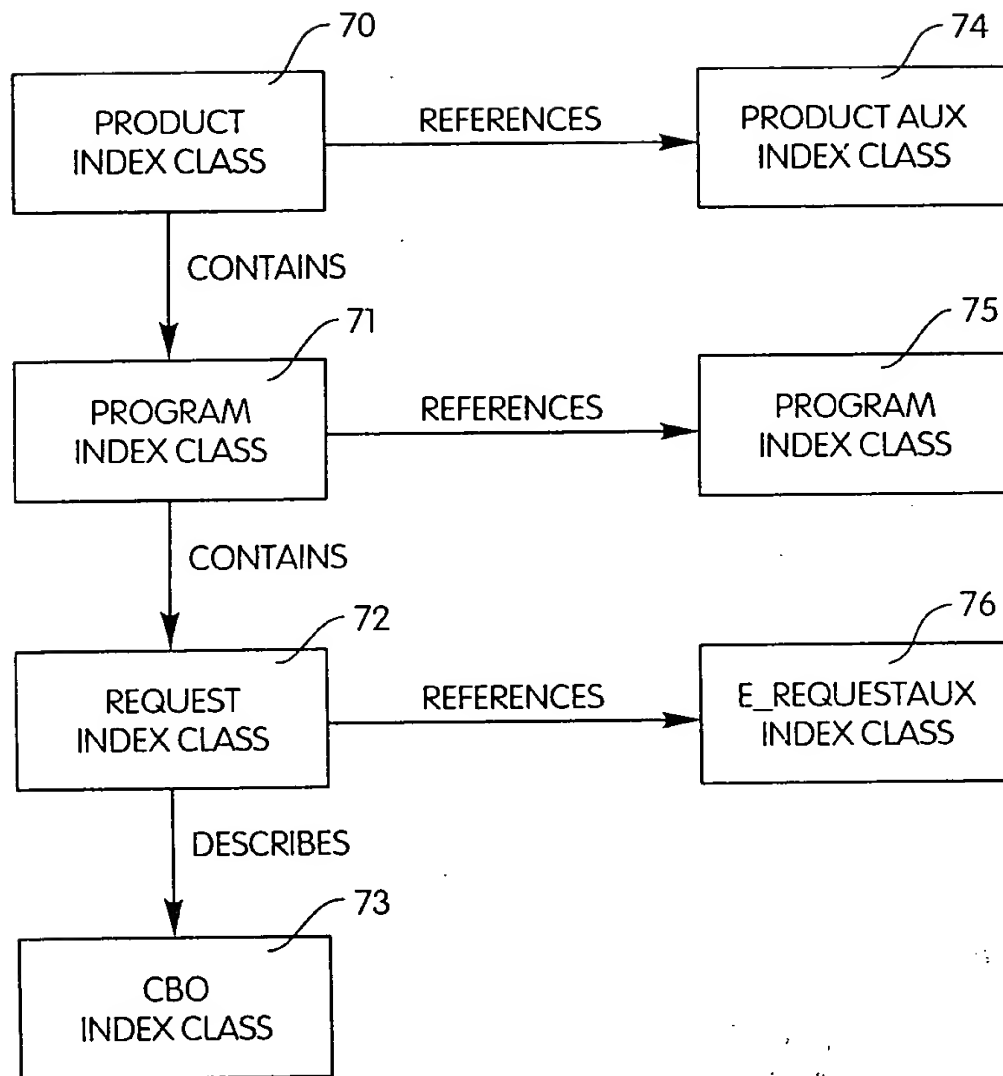 70
74
PRODUCT
INDEX CLASS
REFERENCES
PRODUCT AUX
INDEX CLASS
CONTAINS
71
75
PROGRAM
INDEX CLASS
REFERENCES
PROGRAM
INDEX CLASS
CONTAINS
72
76
REQUEST
INDEX CLASS
REFERENCES
E_REQUESTAUX
INDEX CLASS
DESCRIBES
73
CBO
INDEX CLASS